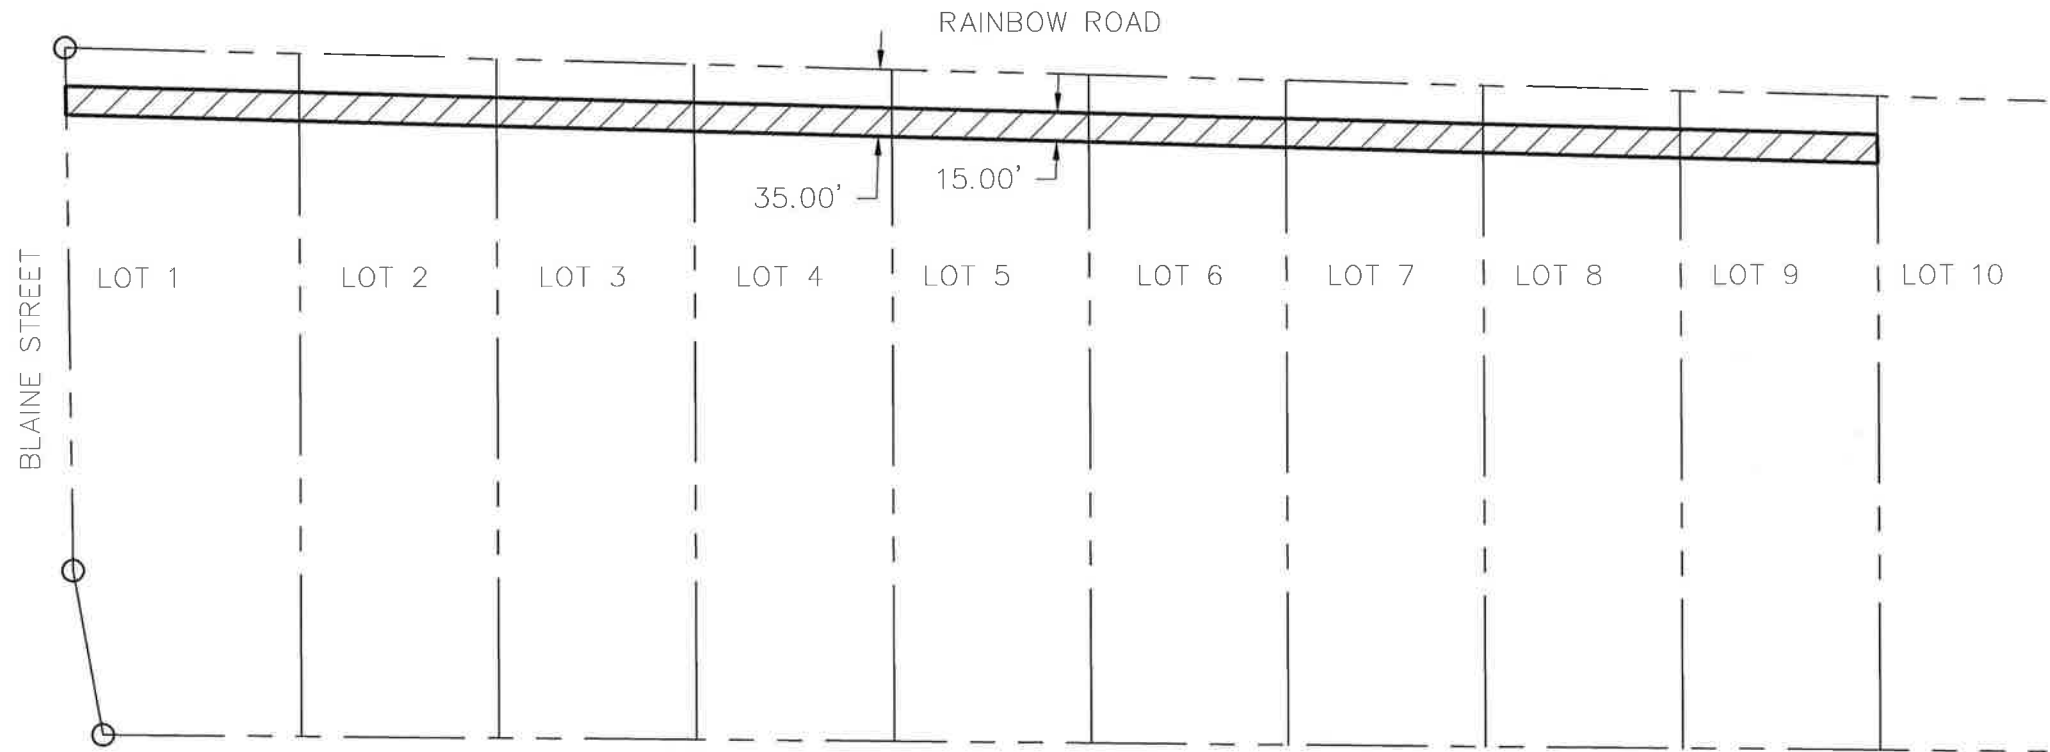 RAINBOW ROAD
35.00'
15.00'
BLAINE STREET
LOT 1
LOT 2
LOT 3
LOT 4
LOT 5
LOT 6
LOT 7
LOT 8
LOT 9
LOT 10